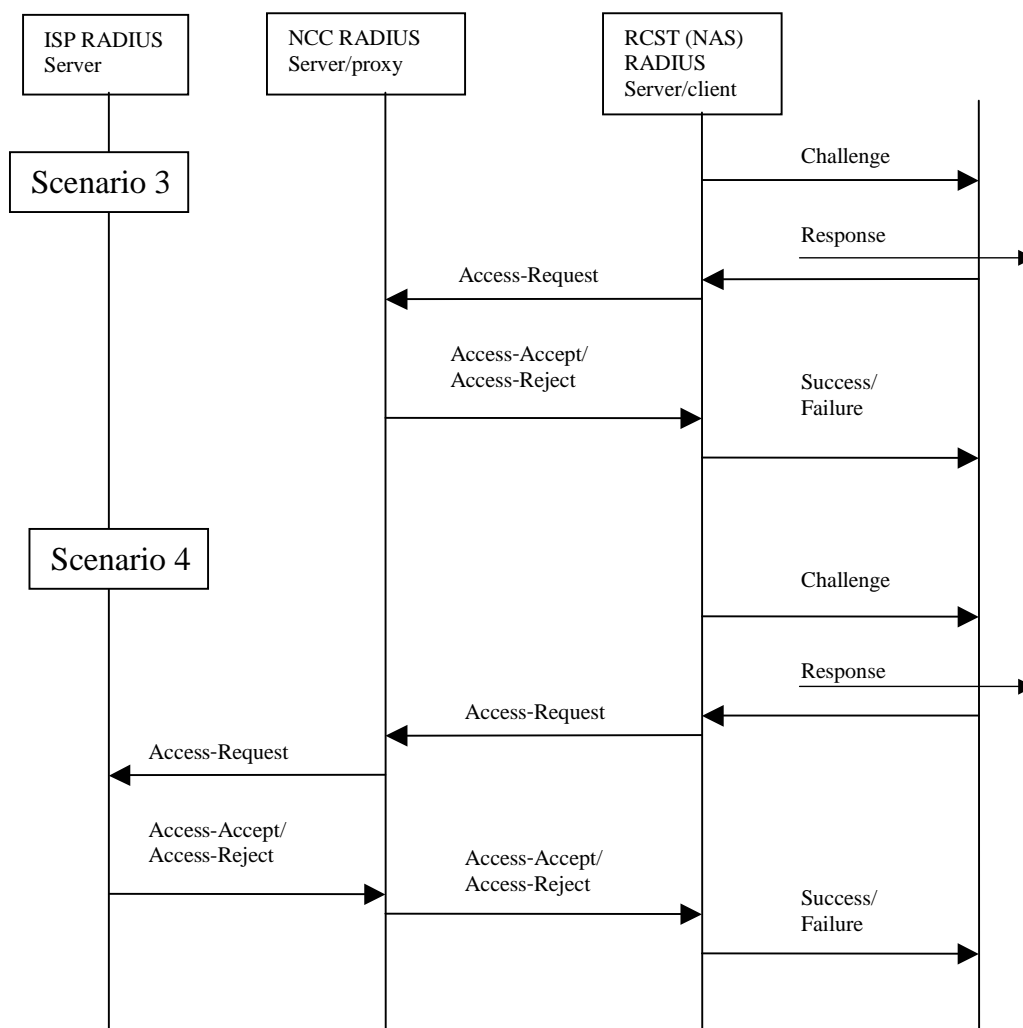 ISP RADIUS
Server
NCC RADIUS
Server/proxy
RCST (NAS)
RADIUS
Server/client
Scenario 3
Challenge
Response
Access-Request
Access-Accept/
Access-Reject
Success/
Failure
Scenario 4
Challenge
Response
Access-Request
Access-Request
Access-Accept/
Access-Reject
Access-Accept/
Access-Reject
Success/
Failure